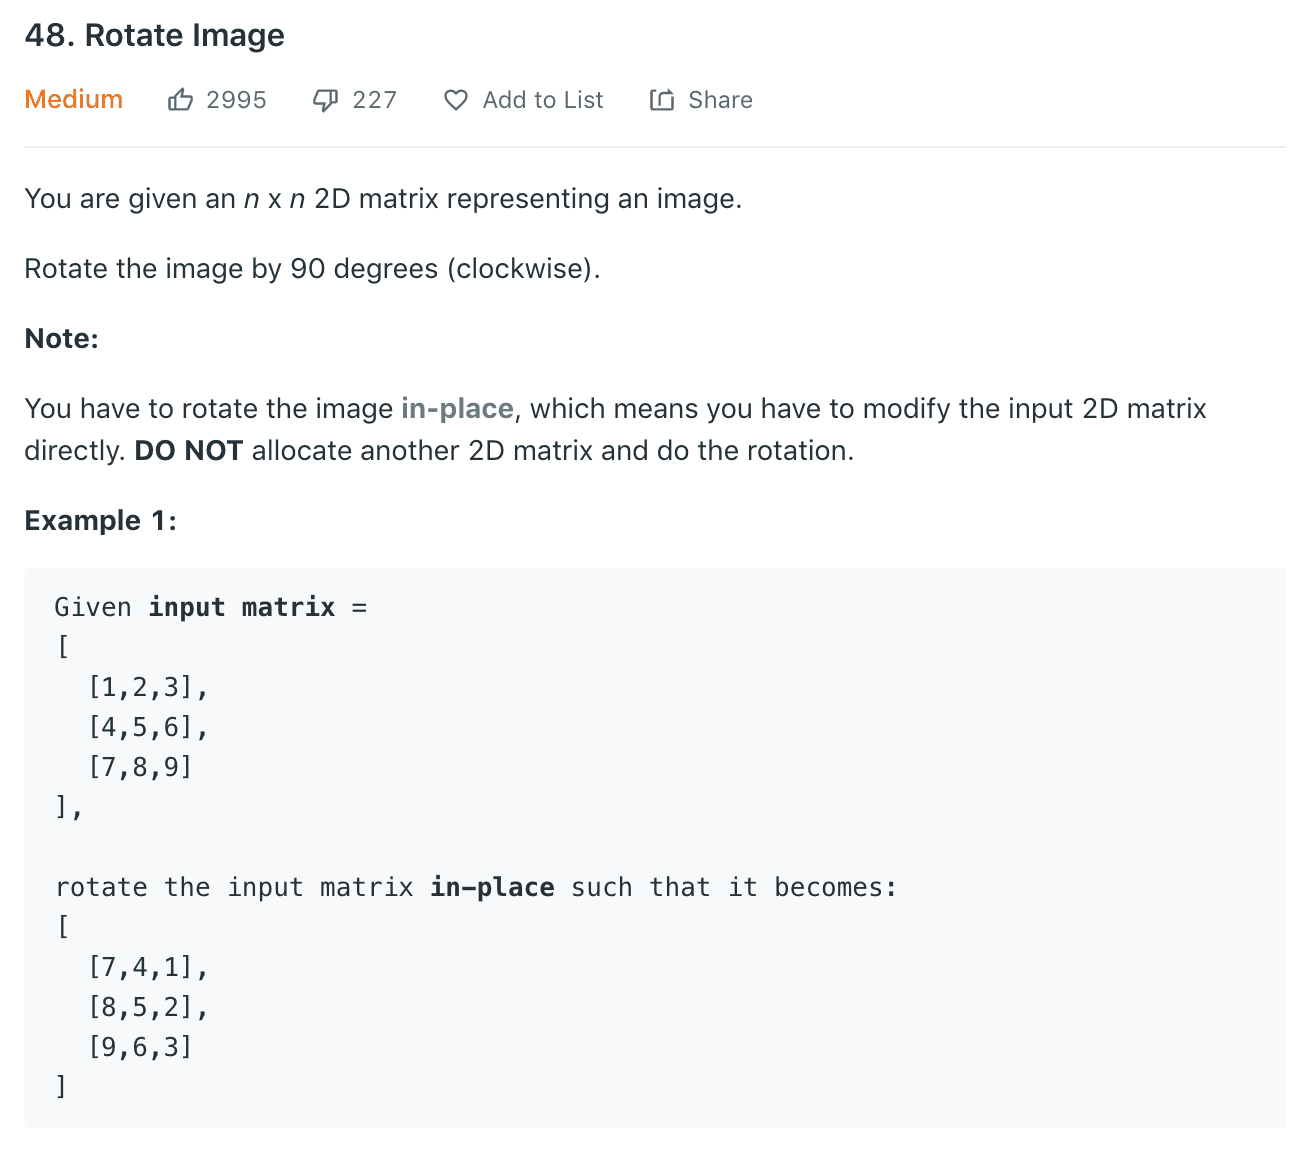 48. Rotate Image
Medium 2995 227 Add to List Share
You are given an n x n 2D matrix representing an image.
Rotate the image by 90 degrees (clockwise).
Note:
You have to rotate the image in-place, which means you have to modify the input 2D matrix
directly. DO NOT allocate another 2D matrix and do the rotation.
Example 1:
Given input matrix =
[
  [1,2,3],
  [4,5,6],
  [7,8,9]
],

rotate the input matrix in-place such that it becomes:
[
  [7,4,1],
  [8,5,2],
  [9,6,3]
]